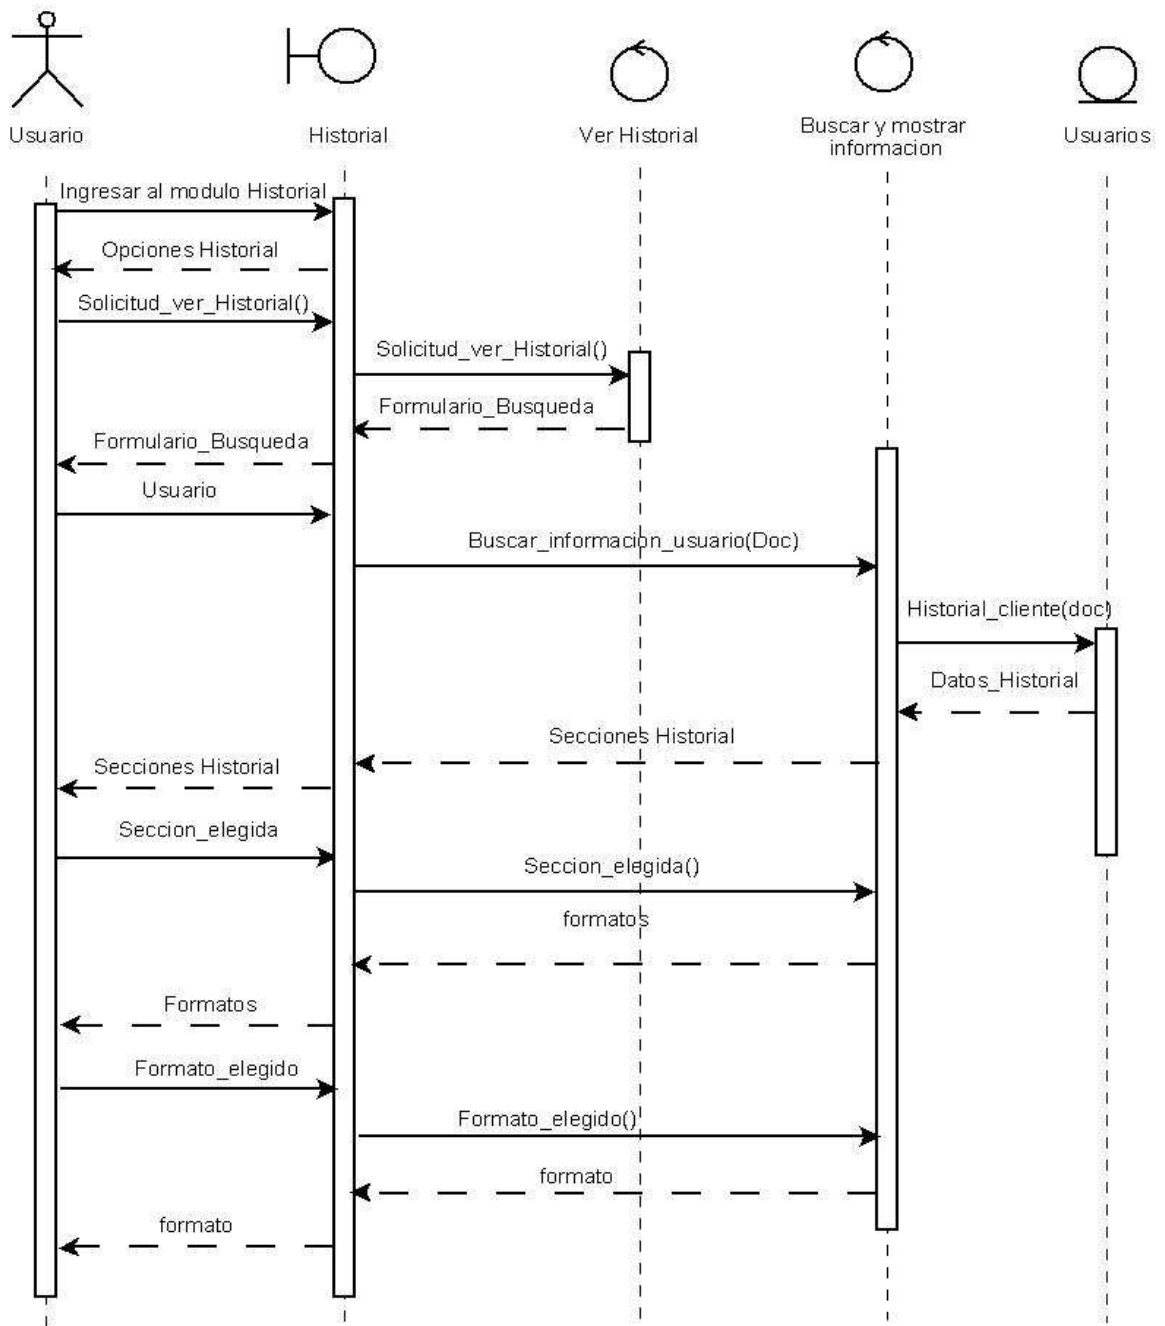 Usuario
Historial
Ver Historial
Buscar y mostrar
informacion
Usuarios
Ingresar al modulo Historial
Opciones Historial
Solicitud_ver_Historial()
Solicitud_ver_Historial()
Formulario_Busqueda
Formulario_Busqueda
Usuario
Buscar_informacion_usuario(Doc)
Historial_cliente(doc)
Datos_Historial
Secciones Historial
Secciones Historial
Seccion_elegida
Seccion_elegida()
formatos
Formatos
Formato_elegido
Formato_elegido()
formato
formato